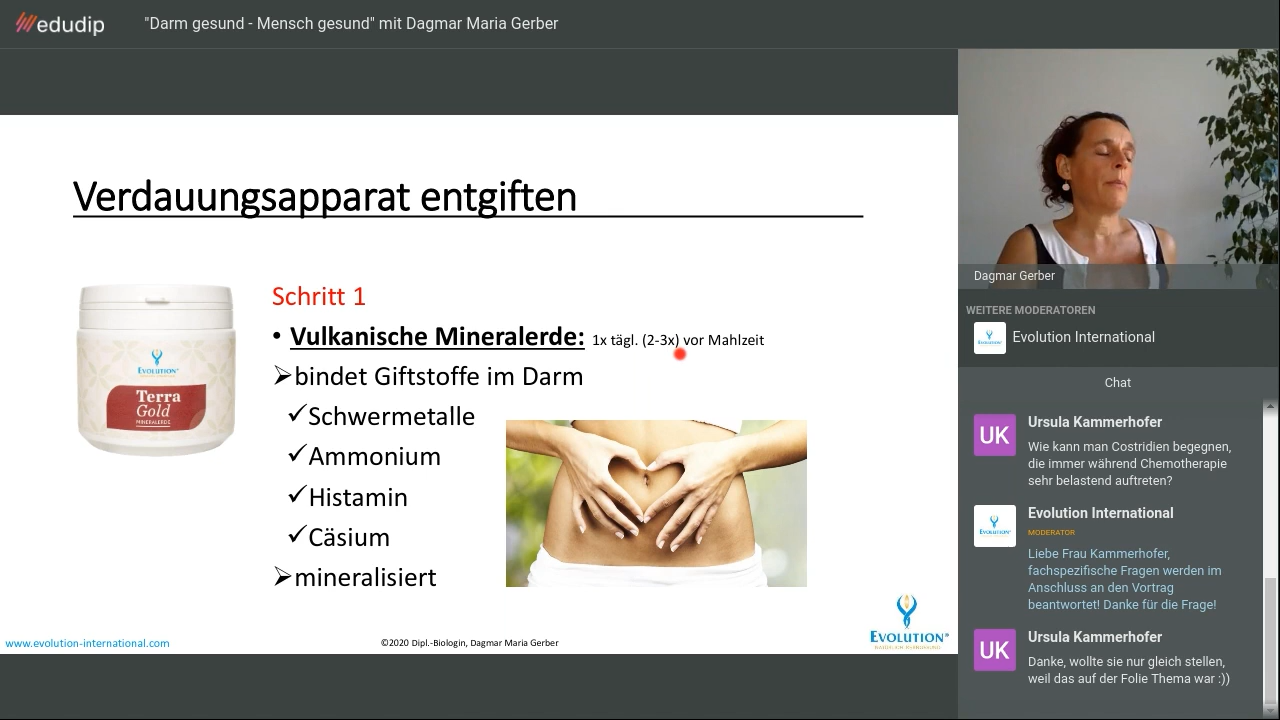 edudip
"Darm gesund - Mensch gesund" mit Dagmar Maria Gerber
Verdauungsapparat entgiften
Schritt 1
• Vulkanische Mineralerde: 1x tägl. (2-3x) vor Mahlzeit
bindet Giftstoffe im Darm
Schwermetalle
Ammonium
Histamin
Cäsium
mineralisiert
EVOLUTION®
Terra
Gold
MINERALERDE
www.evolution-international.com
©2020 Dipl.-Biologin, Dagmar Maria Gerber
EVOLUTION®
Dagmar Gerber
WEITERE MODERATOREN
Evolution International
Chat
UK
Ursula Kammerhofer
Wie kann man Costridien begegnen,
die immer während Chemotherapie
sehr belastend auftreten?
EVOLUTION
Evolution International
MODERATOR
Liebe Frau Kammerhofer,
fachspezifische Fragen werden im
Anschluss an den Vortrag
beantwortet! Danke für die Frage!
UK
Ursula Kammerhofer
Danke, wollte sie nur gleich stellen,
weil das auf der Folie Thema war :))